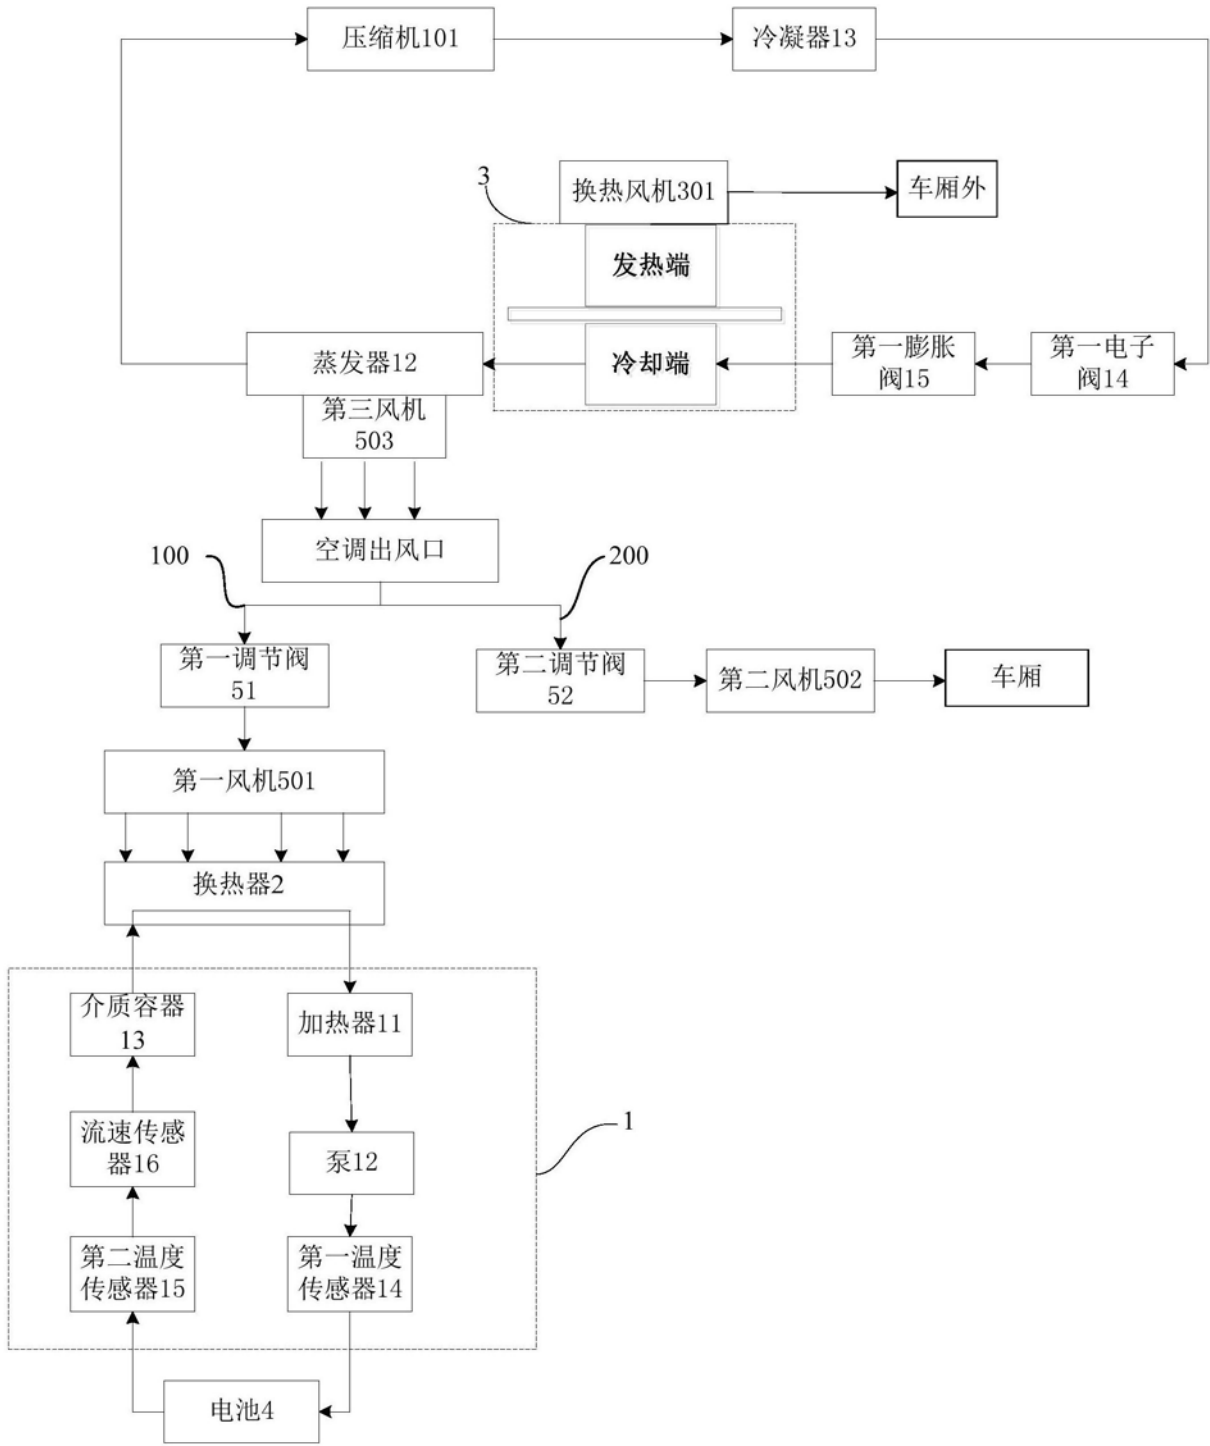 压缩机101
冷凝器13
3
换热风机301
车厢外
发热端
蒸发器12
冷却端
第一膨胀
阀15
第一电子
阀14
第三风机
503
100
空调出风口
200
第一调节阀
51
第二调节阀
52
第二风机502
车厢
第一风机501
换热器2
介质容器
13
加热器11
流速传感
器16
泵12
1
第二温度
传感器15
第一温度
传感器14
电池4